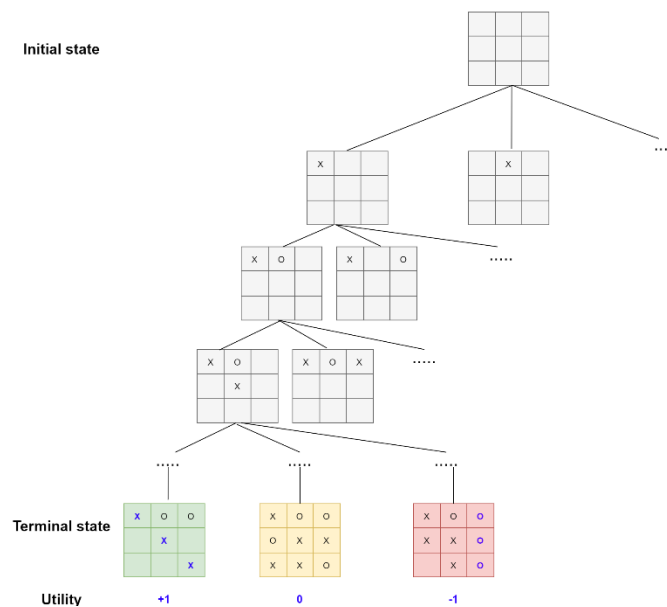 Initial state
...
X
X
.....
X O
X O
.....
X O
X
X O X
.....
.....
.....
Terminal state
X O O
X
X
X O O
O X X
X X O
X O O
X X O
X O
Utility
+1
0
-1